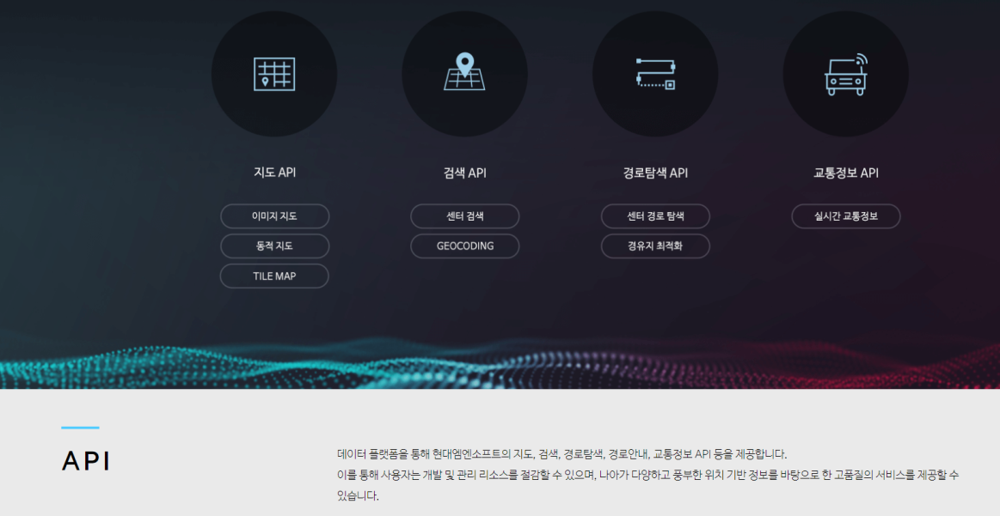 지도 API
검색 API
경로탐색 API
교통정보 API
이미지 지도
센터 검색
센터 경로 탐색
실시간 교통정보
동적 지도
GEOCODING
경유지 최적화
TILE MAP
API
데이터 플랫폼을 통해 현대엠엔소프트의 지도, 검색, 경로탐색, 경로안내, 교통정보 API 등을 제공합니다.
이를 통해 사용자는 개발 및 관리 리소스를 절감할 수 있으며, 나아가 다양하고 풍부한 위치 기반 정보를 바탕으로 한 고품질의 서비스를 제공할 수
있습니다.